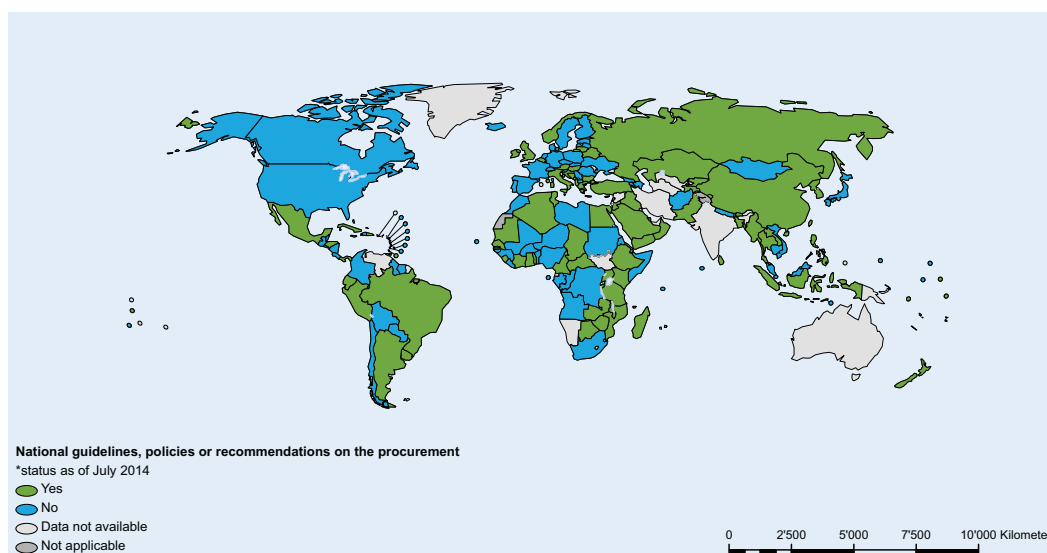 National guidelines, policies or recommendations on the procurement
*status as of July 2014
Yes
No
Data not available
Not applicable
0 2'500 5'000 7'500 10'000 Kilomete